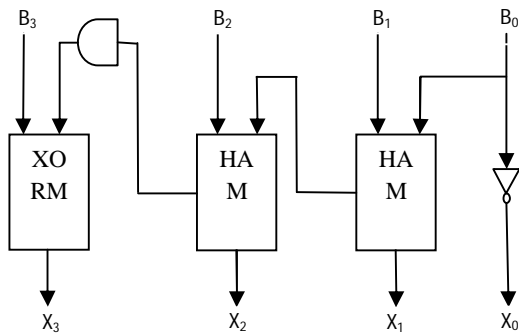 B₃ B₂ B₁ B₀
XO HA HA
RM M M
X₃ X₂ X₁ X₀